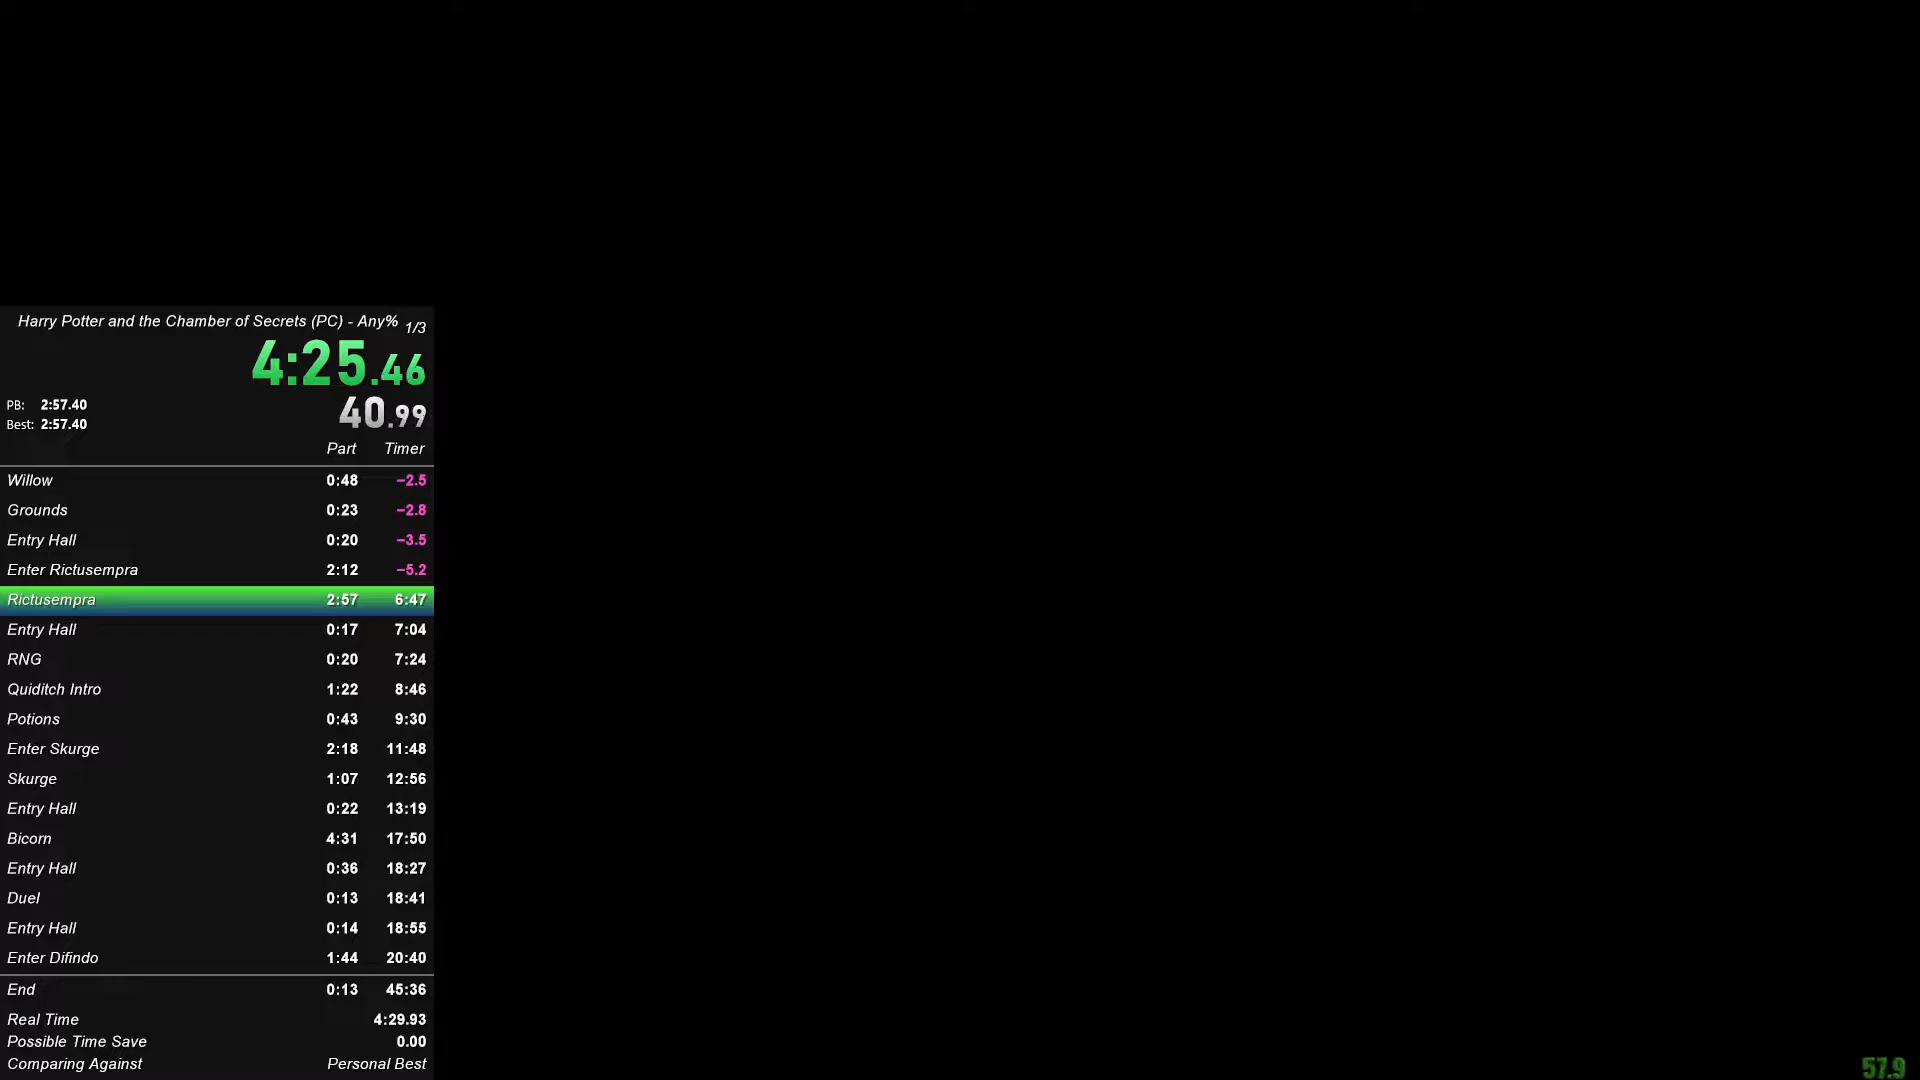 Harry Potter and the Chamber of Secrets (PC) - Any% 1/3
4:25.46
PB: 2:57.40 40.99
Best: 2:57.40
Part Timer
Willow 0:48 −2.5
Grounds 0:23 −2.8
Entry Hall 0:20 −3.5
Enter Rictusempra 2:12 −5.2
Rictusempra 2:57 6:47
Entry Hall 0:17 7:04
RNG 0:20 7:24
Quiditch Intro 1:22 8:46
Potions 0:43 9:30
Enter Skurge 2:18 11:48
Skurge 1:07 12:56
Entry Hall 0:22 13:19
Bicorn 4:31 17:50
Entry Hall 0:36 18:27
Duel 0:13 18:41
Entry Hall 0:14 18:55
Enter Difindo 1:44 20:40
End 0:13 45:36
Real Time 4:29.93
Possible Time Save 0.00
Comparing Against Personal Best
57.9